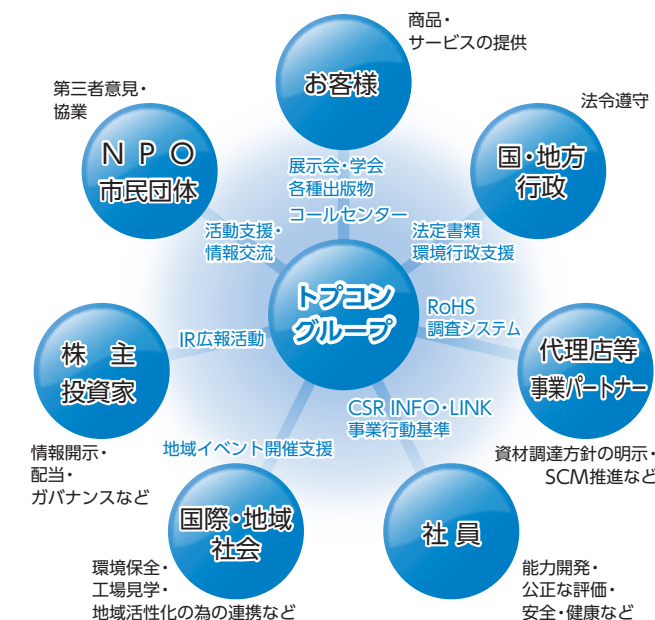 商品・
サービスの提供
お客様
第三者意見・
協業
法令遵守
N P O
市民団体
国・地方
行政
展示会・学会
各種出版物
コールセンター
活動支援・
情報交流
法定書類
環境行政支援
トプコン
グループ
RoHS
調査システム
IR広報活動
株 主
投資家
代理店等
事業パートナー
CSR INFO・LINK
事業行動基準
地域イベント開催支援
情報開示・
配当・
ガバナンスなど
資材調達方針の明示・
SCM推進など
国際・地域
社会
社 員
環境保全・
工場見学・
地域活性化の為の連携など
能力開発・
公正な評価・
安全・健康など